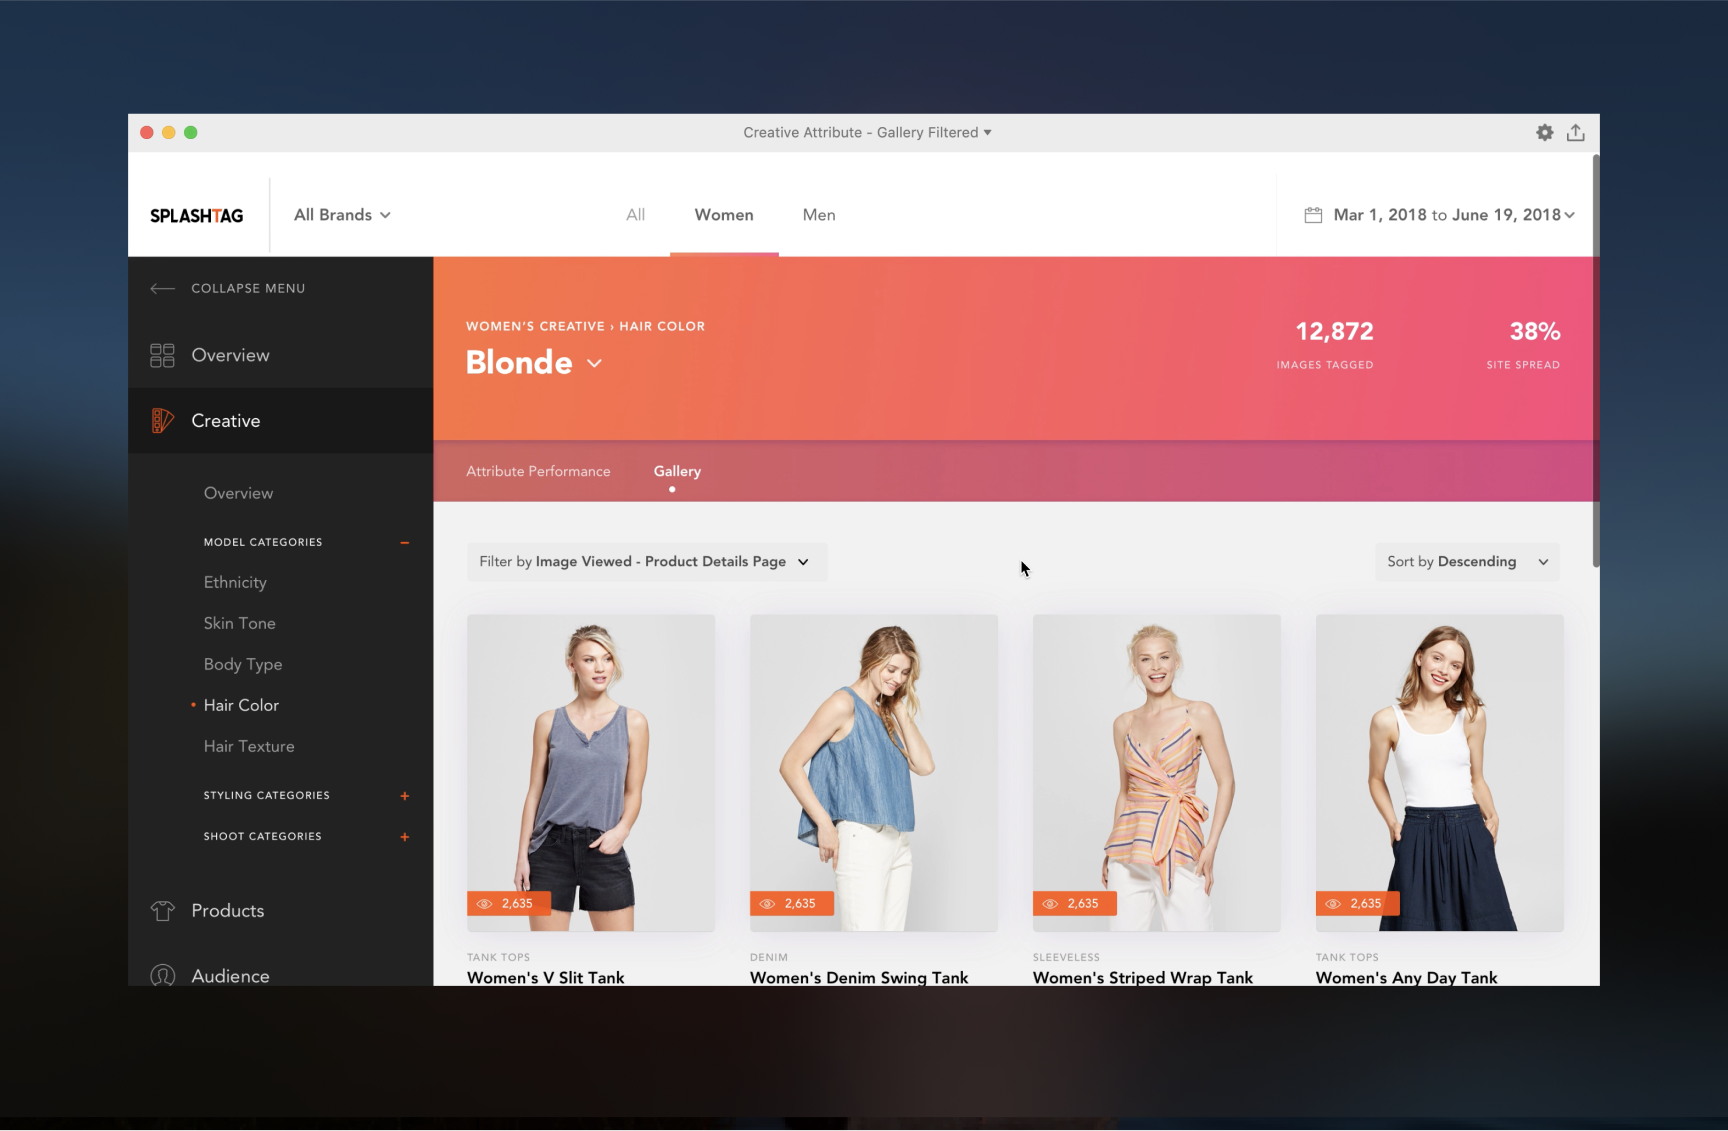 Creative Attribute - Gallery Filtered
SPLASHTAG
All Brands
All
Women
Men
Mar 1, 2018 to June 19, 2018
COLLAPSE MENU
Overview
Creative
Overview
MODEL CATEGORIES
Ethnicity
Skin Tone
Body Type
Hair Color
Hair Texture
STYLING CATEGORIES
SHOOT CATEGORIES
Products
Audience
WOMEN'S CREATIVE › HAIR COLOR
Blonde
12,872
IMAGES TAGGED
38%
SITE SPREAD
Attribute Performance
Gallery
Filter by Image Viewed - Product Details Page
Sort by Descending
2,635
2,635
2,635
2,635
TANK TOPS
Women's V Slit Tank
DENIM
Women's Denim Swing Tank
SLEEVELESS
Women's Striped Wrap Tank
TANK TOPS
Women's Any Day Tank